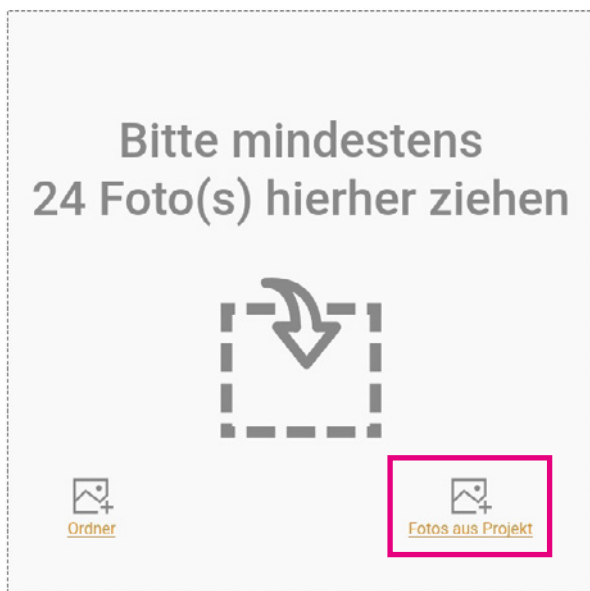 Bitte mindestens
24 Foto(s) hierher ziehen
Ordner
Fotos aus Projekt